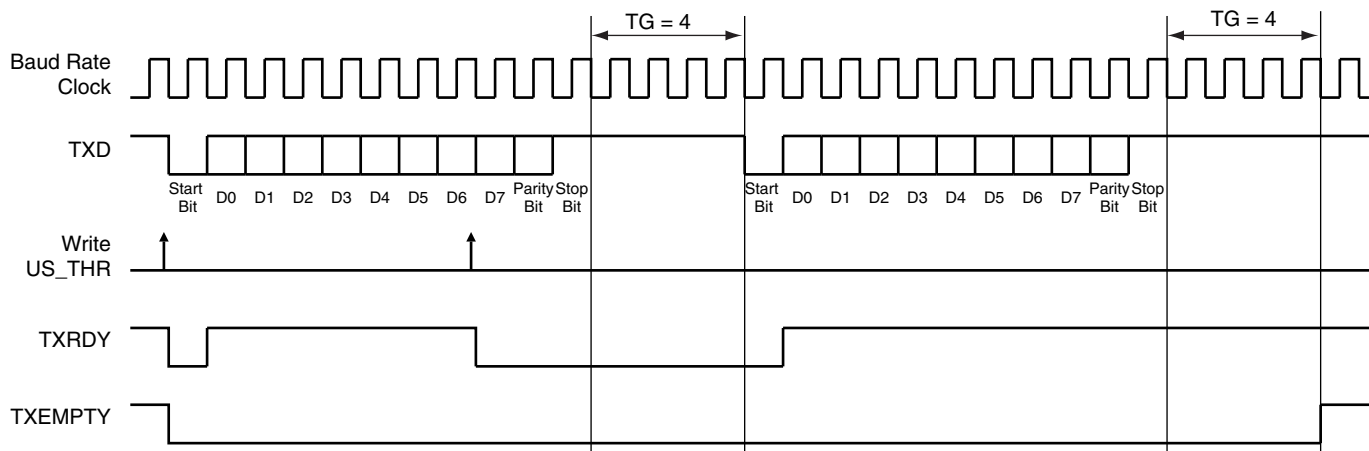 TG = 4
TG = 4
Baud Rate
Clock
TXD
Start
Bit
D0
D1
D2
D3
D4
D5
D6
D7
Parity
Bit
Stop
Bit
Start
Bit
D0
D1
D2
D3
D4
D5
D6
D7
Parity
Bit
Stop
Bit
Write
US_THR
TXRDY
TXEMPTY